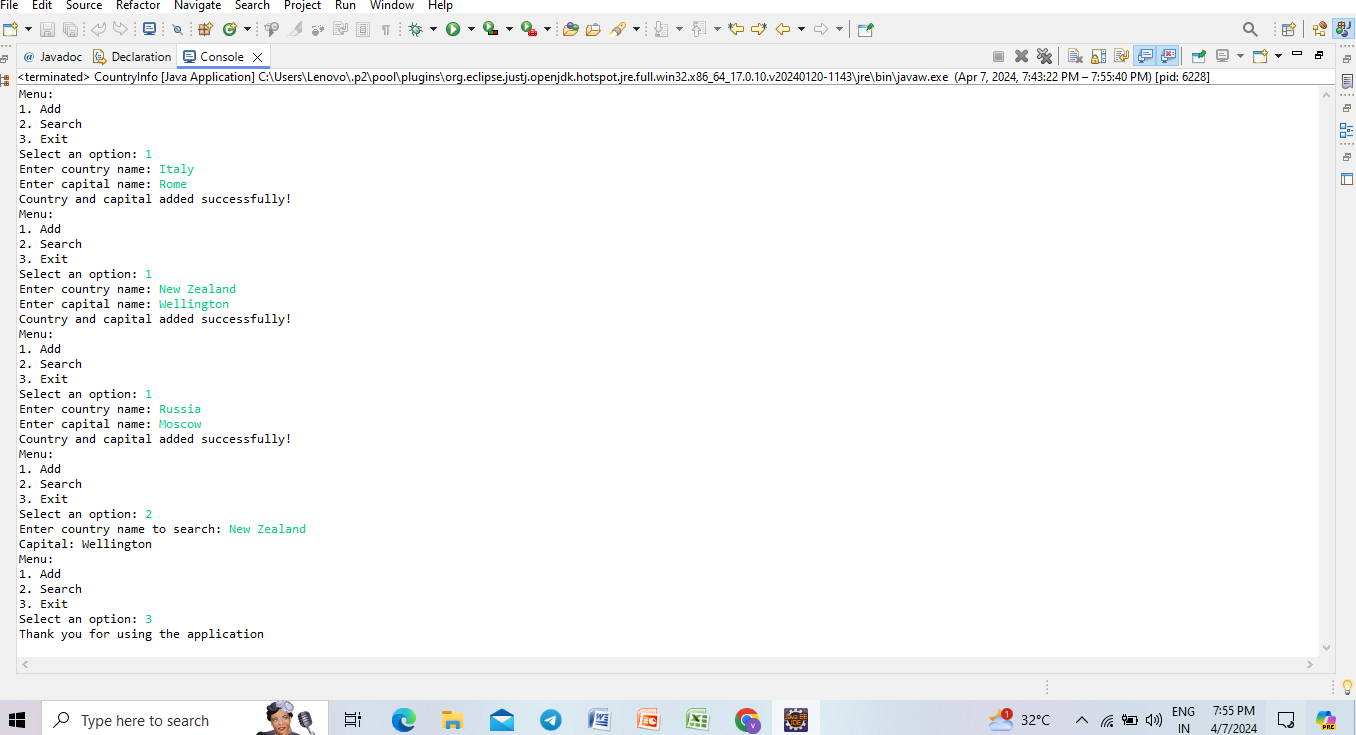 File Edit Source Refactor Navigate Search Project Run Window Help
@ Javadoc Declaration Console
<terminated> CountryInfo [Java Application] C:\Users\Lenovo\.p2\pool\plugins\org.eclipse.justj.openjdk.hotspot.jre.full.win32.x86_64_17.0.10.v20240120-1143\jre\bin\javaw.exe (Apr 7, 2024, 7:43:22 PM – 7:55:40 PM) [pid: 6228]
Menu:
1. Add
2. Search
3. Exit
Select an option: 1
Enter country name: Italy
Enter capital name: Rome
Country and capital added successfully!
Menu:
1. Add
2. Search
3. Exit
Select an option: 1
Enter country name: New Zealand
Enter capital name: Wellington
Country and capital added successfully!
Menu:
1. Add
2. Search
3. Exit
Select an option: 1
Enter country name: Russia
Enter capital name: Moscow
Country and capital added successfully!
Menu:
1. Add
2. Search
3. Exit
Select an option: 2
Enter country name to search: New Zealand
Capital: Wellington
Menu:
1. Add
2. Search
3. Exit
Select an option: 3
Thank you for using the application
Type here to search
1 32°C
ENG
IN
7:55 PM
4/7/2024
PRE